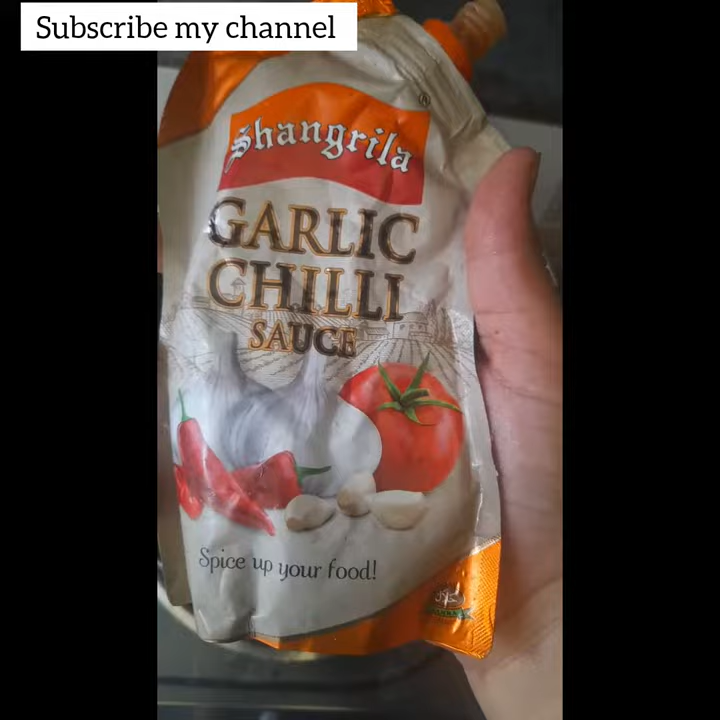 Subscribe my channel
®
Shangrila
GARLIC
CHILLI
SAUCE
Spice up your food!